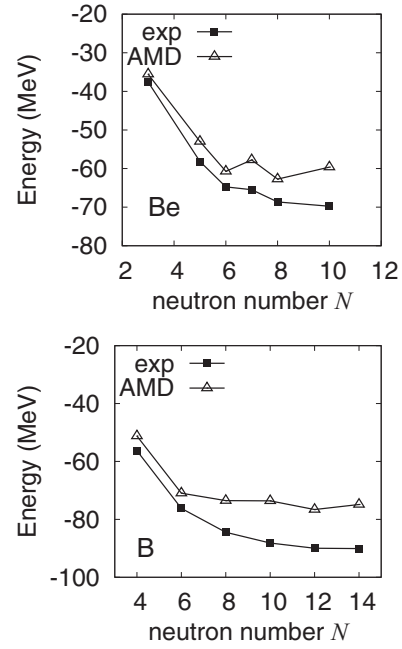 -20
exp
AMD
-30
-40
Energy (MeV)
-50
-60
-70
Be
-80
2 4 6 8 10 12
neutron number N
-20
exp
AMD
-40
Energy (MeV)
-60
-80
B
-100
4 6 8 10 12 14
neutron number N